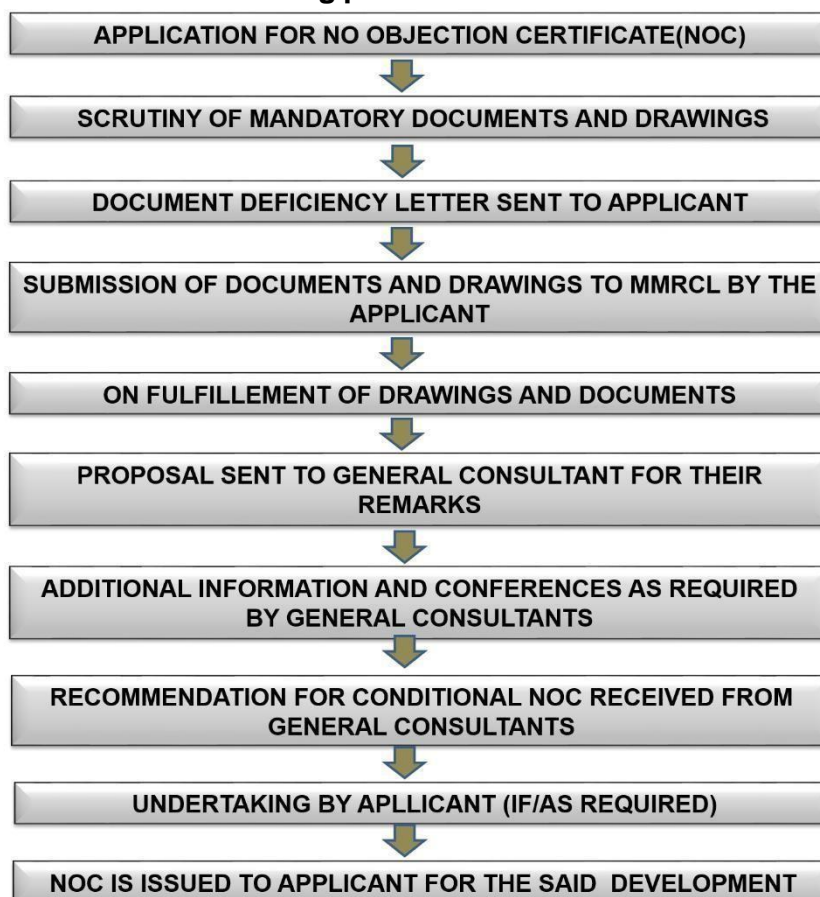 APPLICATION FOR NO OBJECTION CERTIFICATE(NOC)
SCRUTINY OF MANDATORY DOCUMENTS AND DRAWINGS
DOCUMENT DEFICIENCY LETTER SENT TO APPLICANT
SUBMISSION OF DOCUMENTS AND DRAWINGS TO MMRCL BY THE
APPLICANT
ON FULFILLEMENT OF DRAWINGS AND DOCUMENTS
PROPOSAL SENT TO GENERAL CONSULTANT FOR THEIR
REMARKS
ADDITIONAL INFORMATION AND CONFERENCES AS REQUIRED
BY GENERAL CONSULTANTS
RECOMMENDATION FOR CONDITIONAL NOC RECEIVED FROM
GENERAL CONSULTANTS
UNDERTAKING BY APLLICANT (IF/AS REQUIRED)
NOC IS ISSUED TO APPLICANT FOR THE SAID DEVELOPMENT